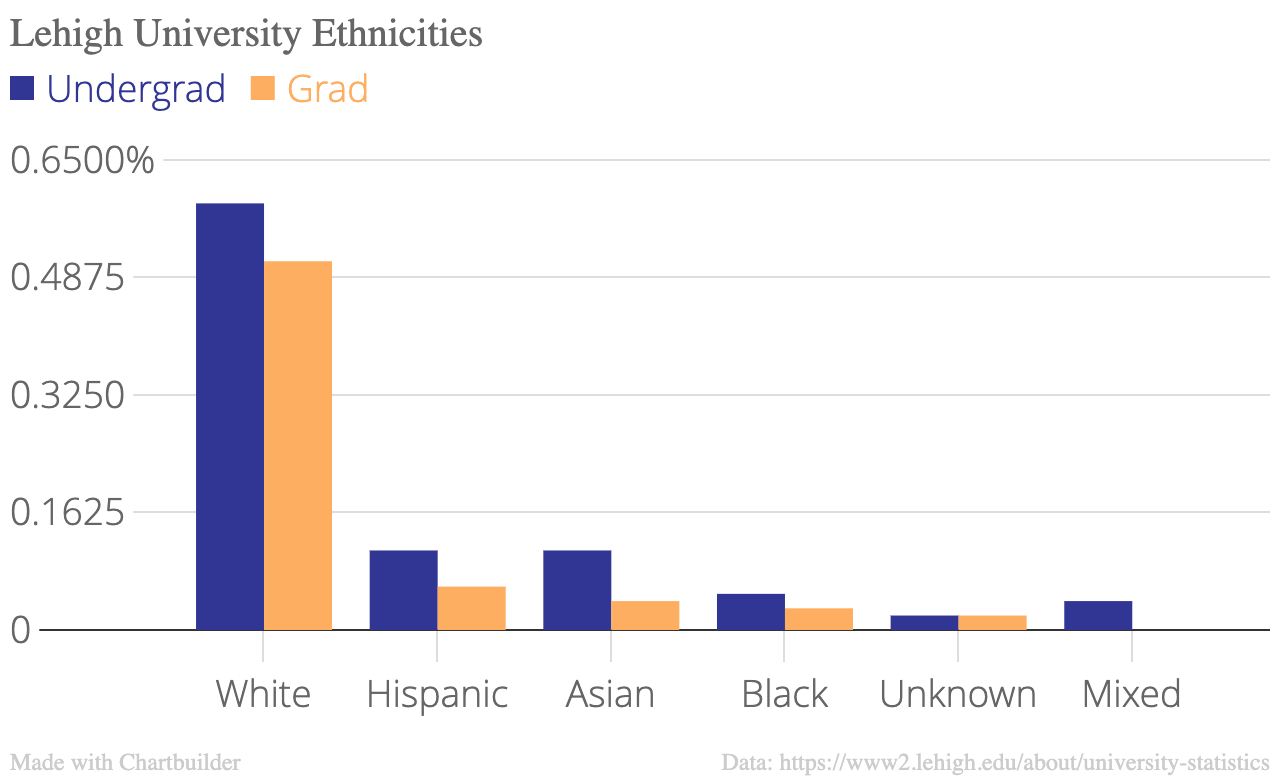 Lehigh University Ethnicities
Undergrad Grad
0.6500%
0.4875
0.3250
0.1625
0
White Hispanic Asian Black Unknown Mixed
Made with Chartbuilder Data: https://www2.lehigh.edu/about/university-statistics